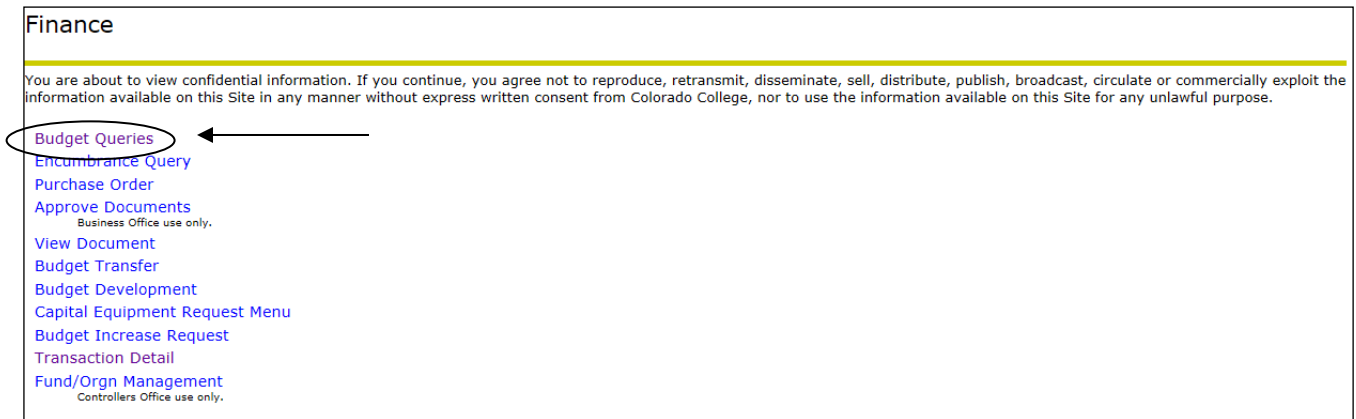 Finance
You are about to view confidential information. If you continue, you agree not to reproduce, retransmit, disseminate, sell, distribute, publish, broadcast, circulate or commercially exploit the
information available on this Site in any manner without express written consent from Colorado College, nor to use the information available on this Site for any unlawful purpose.
Budget Queries
Encumbrance Query
Purchase Order
Approve Documents
Business Office use only.
View Document
Budget Transfer
Budget Development
Capital Equipment Request Menu
Budget Increase Request
Transaction Detail
Fund/Orgn Management
Controllers Office use only.